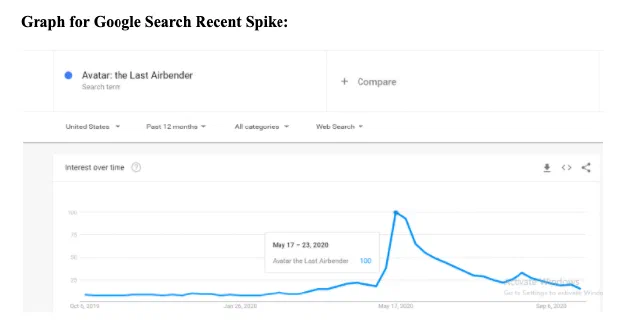 Graph for Google Search Recent Spike:
Avatar: the Last Airbender
Search term
+ Compare
United States
Past 12 months
All categories
Web Search
Interest over time ?
100
75
May 17 – 23, 2020
Avatar the Last Airbender 100
50
25
Activate Windows
Go to Settings to activate Windows
Oct 6, 2019
Jan 26, 2020
May 17, 2020
Sep 6, 2020